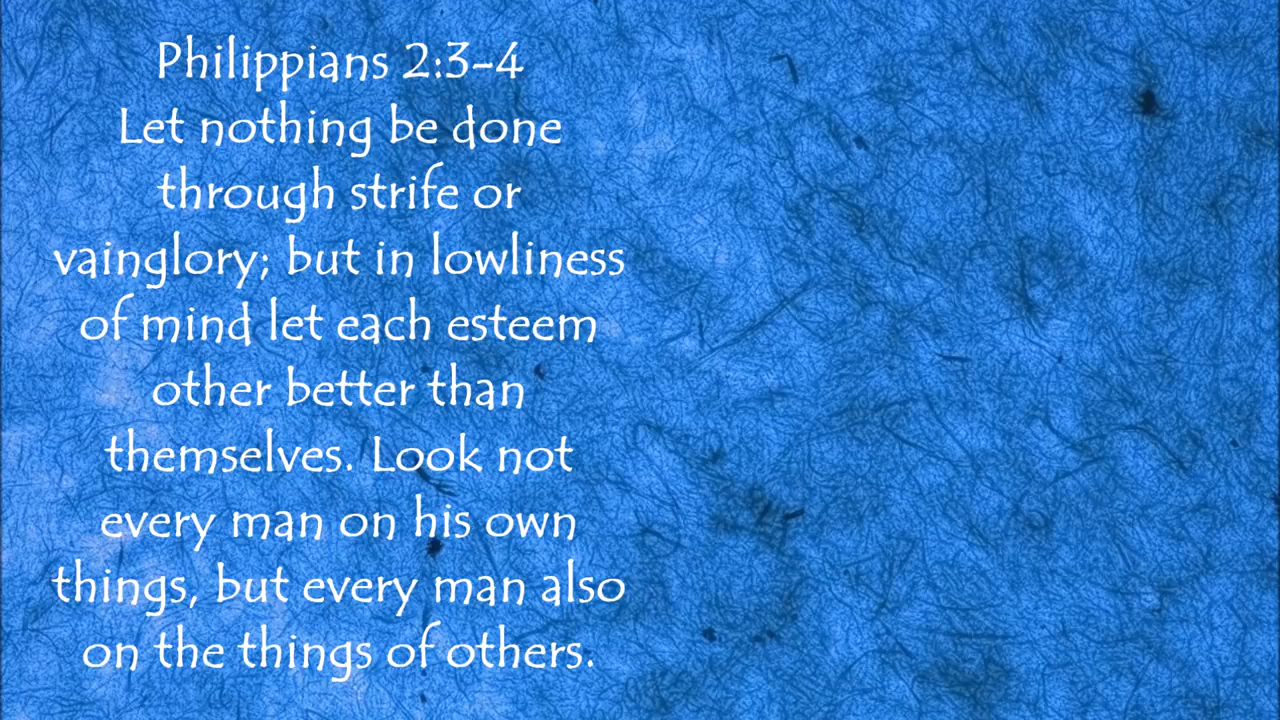 Philippians 2:3-4
Let nothing be done
through strife or
vainglory; but in lowliness
of mind let each esteem
other better than
themselves. Look not
every man on his own
things, but every man also
on the things of others.